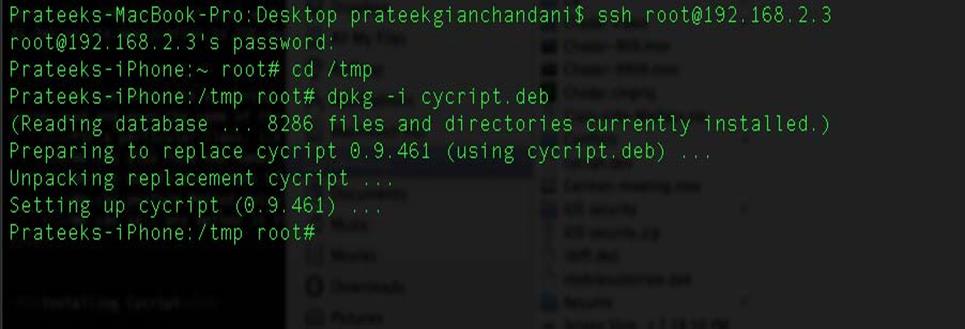 Prateeks-MacBook-Pro:Desktop prateekgianchandani$ ssh root@192.168.2.3
root@192.168.2.3's password:
Prateeks-iPhone:~ root# cd /tmp
Prateeks-iPhone:/tmp root# dpkg -i cycript.deb
(Reading database ... 8286 files and directories currently installed.)
Preparing to replace cycript 0.9.461 (using cycript.deb) ...
Unpacking replacement cycript ...
Setting up cycript (0.9.461) ...
Prateeks-iPhone:/tmp root#
Movies
Downloads
Pictures